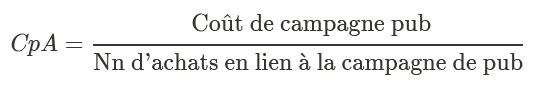 CpA = Coût de campagne pub
Nn d'achats en lien à la campagne de pub